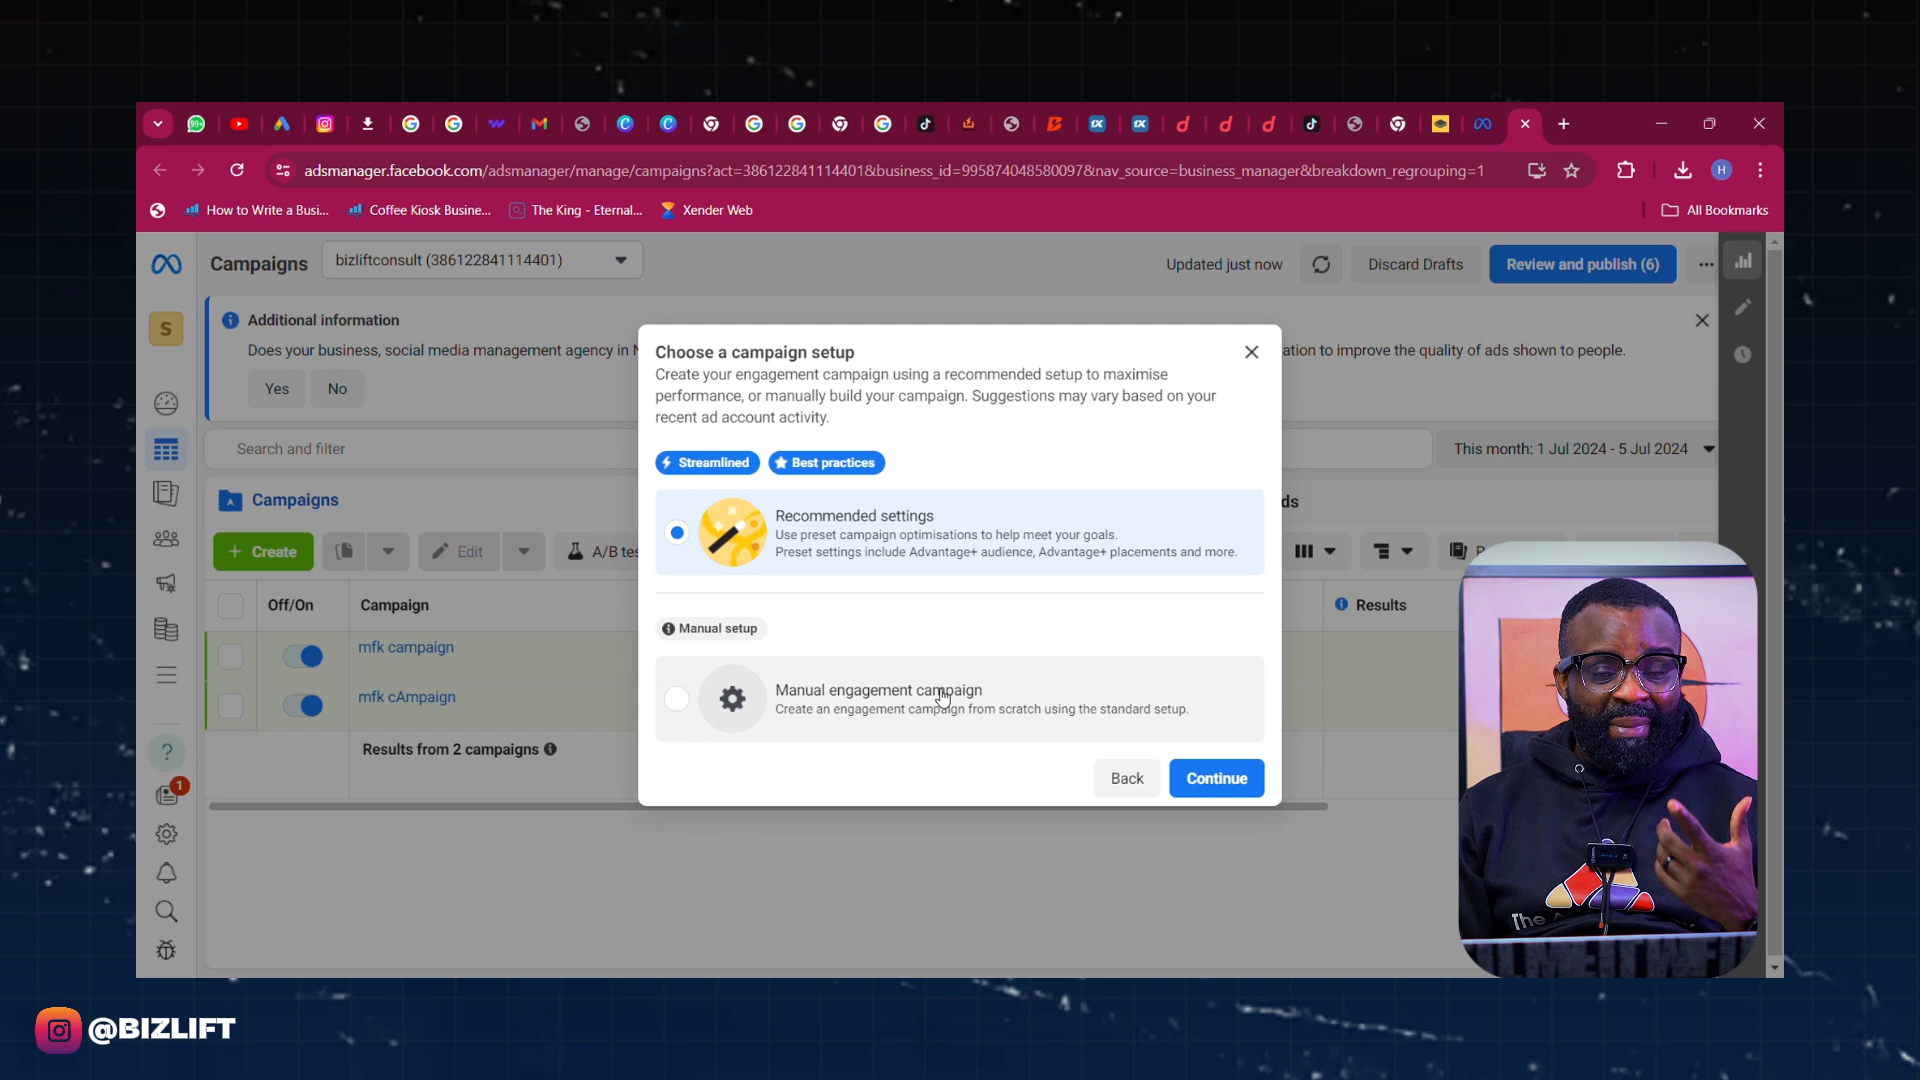 99+
adsmanager.facebook.com/adsmanager/manage/campaigns?act=386122841114401&business_id=995874048580097&nav_source=business_manager&breakdown_regrouping=1
H
How to Write a Busi...
Coffee Kiosk Busine...
The King - Eternal...
Xender Web
All Bookmarks
Campaigns
bizliftconsult (386122841114401)
Updated just now
Discard Drafts
Review and publish (6)
S
Additional information
Does your business, social media management agency in
ation to improve the quality of ads shown to people.
Yes
No
Search and filter
This month: 1 Jul 2024 - 5 Jul 2024
Campaigns
ds
+ Create
Edit
A/B tes
Off/On
Campaign
Results
mfk campaign
mfk cAmpaign
Results from 2 campaigns
?
1
Choose a campaign setup
Create your engagement campaign using a recommended setup to maximise
performance, or manually build your campaign. Suggestions may vary based on your
recent ad account activity.
Streamlined
Best practices
Recommended settings
Use preset campaign optimisations to help meet your goals.
Preset settings include Advantage+ audience, Advantage+ placements and more.
Manual setup
Manual engagement campaign
Create an engagement campaign from scratch using the standard setup.
Back
Continue
The
@BIZLIFT